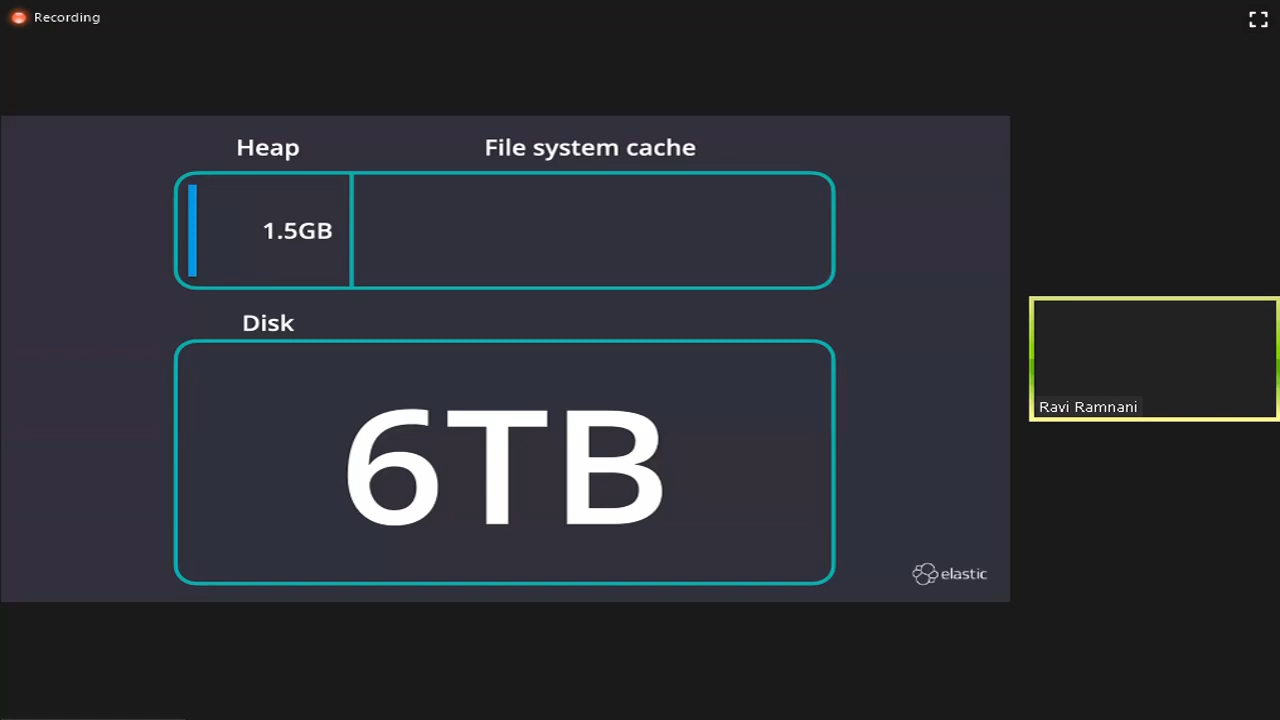 Recording
Heap
File system cache
1.5GB
Disk
6TB
elastic
Ravi Ramnani